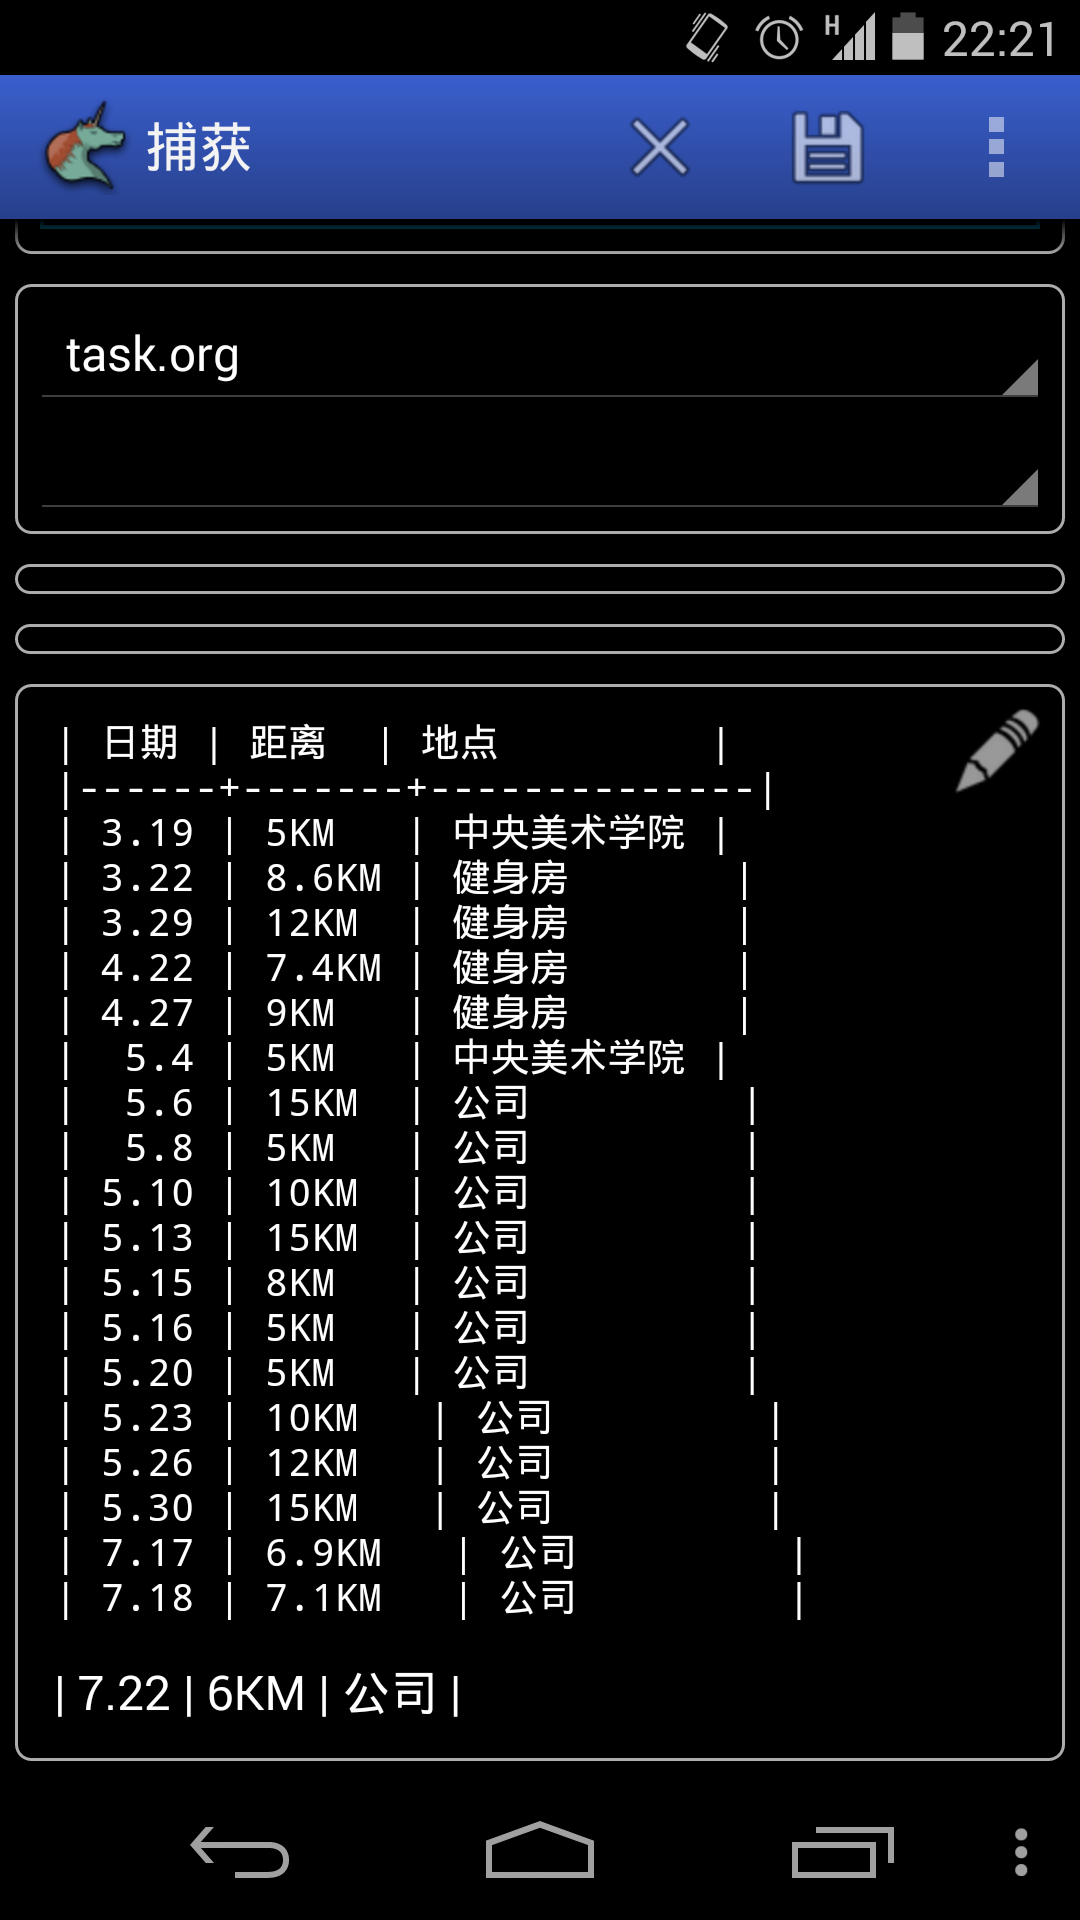 H 22:21
捕获
task.org
| 日期 | 距离 | 地点 |
|------+-------+--------------|
| 3.19 | 5KM | 中央美术学院 |
| 3.22 | 8.6KM | 健身房 |
| 3.29 | 12KM | 健身房 |
| 4.22 | 7.4KM | 健身房 |
| 4.27 | 9KM | 健身房 |
| 5.4 | 5KM | 中央美术学院 |
| 5.6 | 15KM | 公司 |
| 5.8 | 5KM | 公司 |
| 5.10 | 10KM | 公司 |
| 5.13 | 15KM | 公司 |
| 5.15 | 8KM | 公司 |
| 5.16 | 5KM | 公司 |
| 5.20 | 5KM | 公司 |
| 5.23 | 10KM | 公司 |
| 5.26 | 12KM | 公司 |
| 5.30 | 15KM | 公司 |
| 7.17 | 6.9KM | 公司 |
| 7.18 | 7.1KM | 公司 |
| 7.22 | 6KM | 公司 |